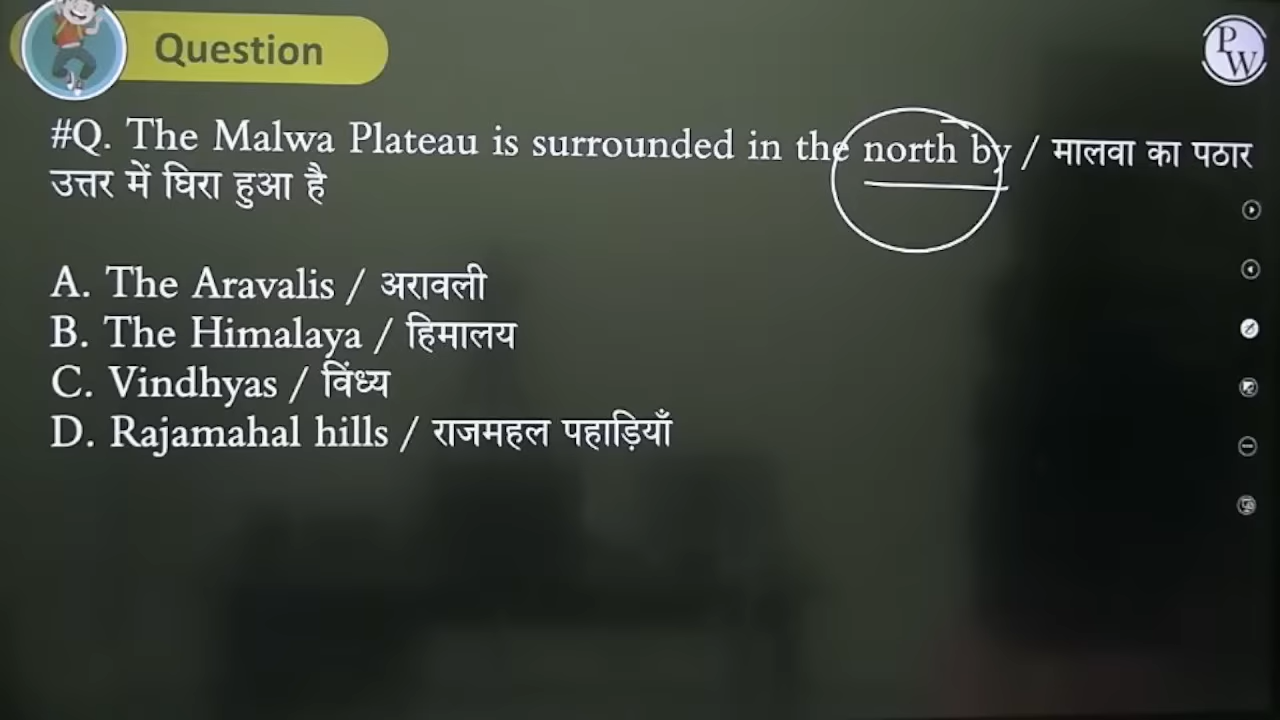 Question
PW
#Q. The Malwa Plateau is surrounded in the north by / मालवा का पठार
उत्तर में घिरा हुआ है
A. The Aravalis / अरावली
B. The Himalaya / हिमालय
C. Vindhyas / विंध्य
D. Rajamahal hills / राजमहल पहाड़ियाँ